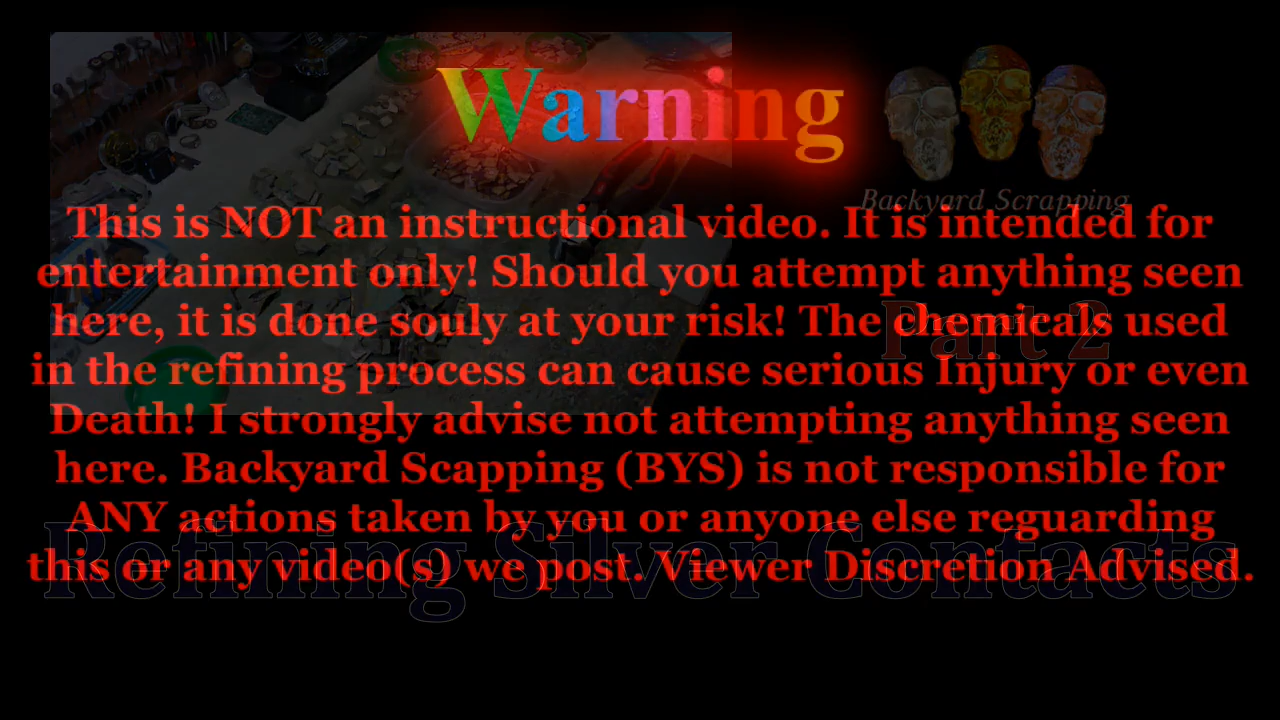 Warning
Backyard Scrapping
This is NOT an instructional video. It is intended for
entertainment only! Should you attempt anything seen
here, it is done souly at your risk! The chemicals used
in the refining process can cause serious Injury or even
Death! I strongly advise not attempting anything seen
here. Backyard Scapping (BYS) is not responsible for
ANY actions taken by you or anyone else reguarding
this or any video(s) we post. Viewer Discretion Advised.
Part 2
Refining Silver Contacts